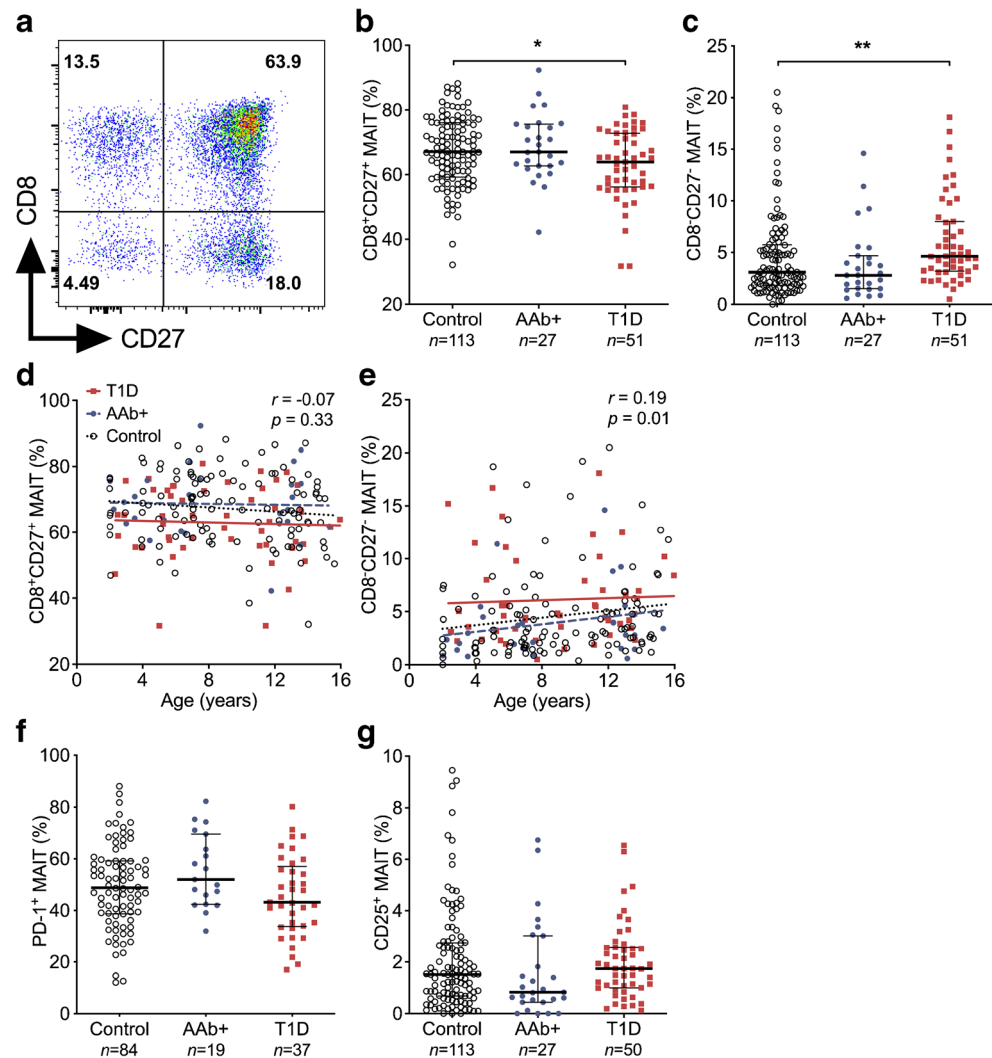 a
13.5 63.9
4.49 18.0
CD8
CD27
b
*
100
80
60
40
20
CD8+CD27+ MAIT (%)
Control AAb+ T1D
n=113 n=27 n=51
c
**
25
20
15
10
5
0
CD8-CD27- MAIT (%)
Control AAb+ T1D
n=113 n=27 n=51
d
T1D
AAb+
Control
r = -0.07
p = 0.33
100
80
60
40
20
CD8+CD27+ MAIT (%)
0 4 8 12 16
Age (years)
e
r = 0.19
p = 0.01
25
20
15
10
5
0
CD8-CD27- MAIT (%)
0 4 8 12 16
Age (years)
f
100
80
60
40
20
0
PD-1+ MAIT (%)
Control AAb+ T1D
n=84 n=19 n=37
g
10
8
6
4
2
0
CD25+ MAIT (%)
Control AAb+ T1D
n=113 n=27 n=50